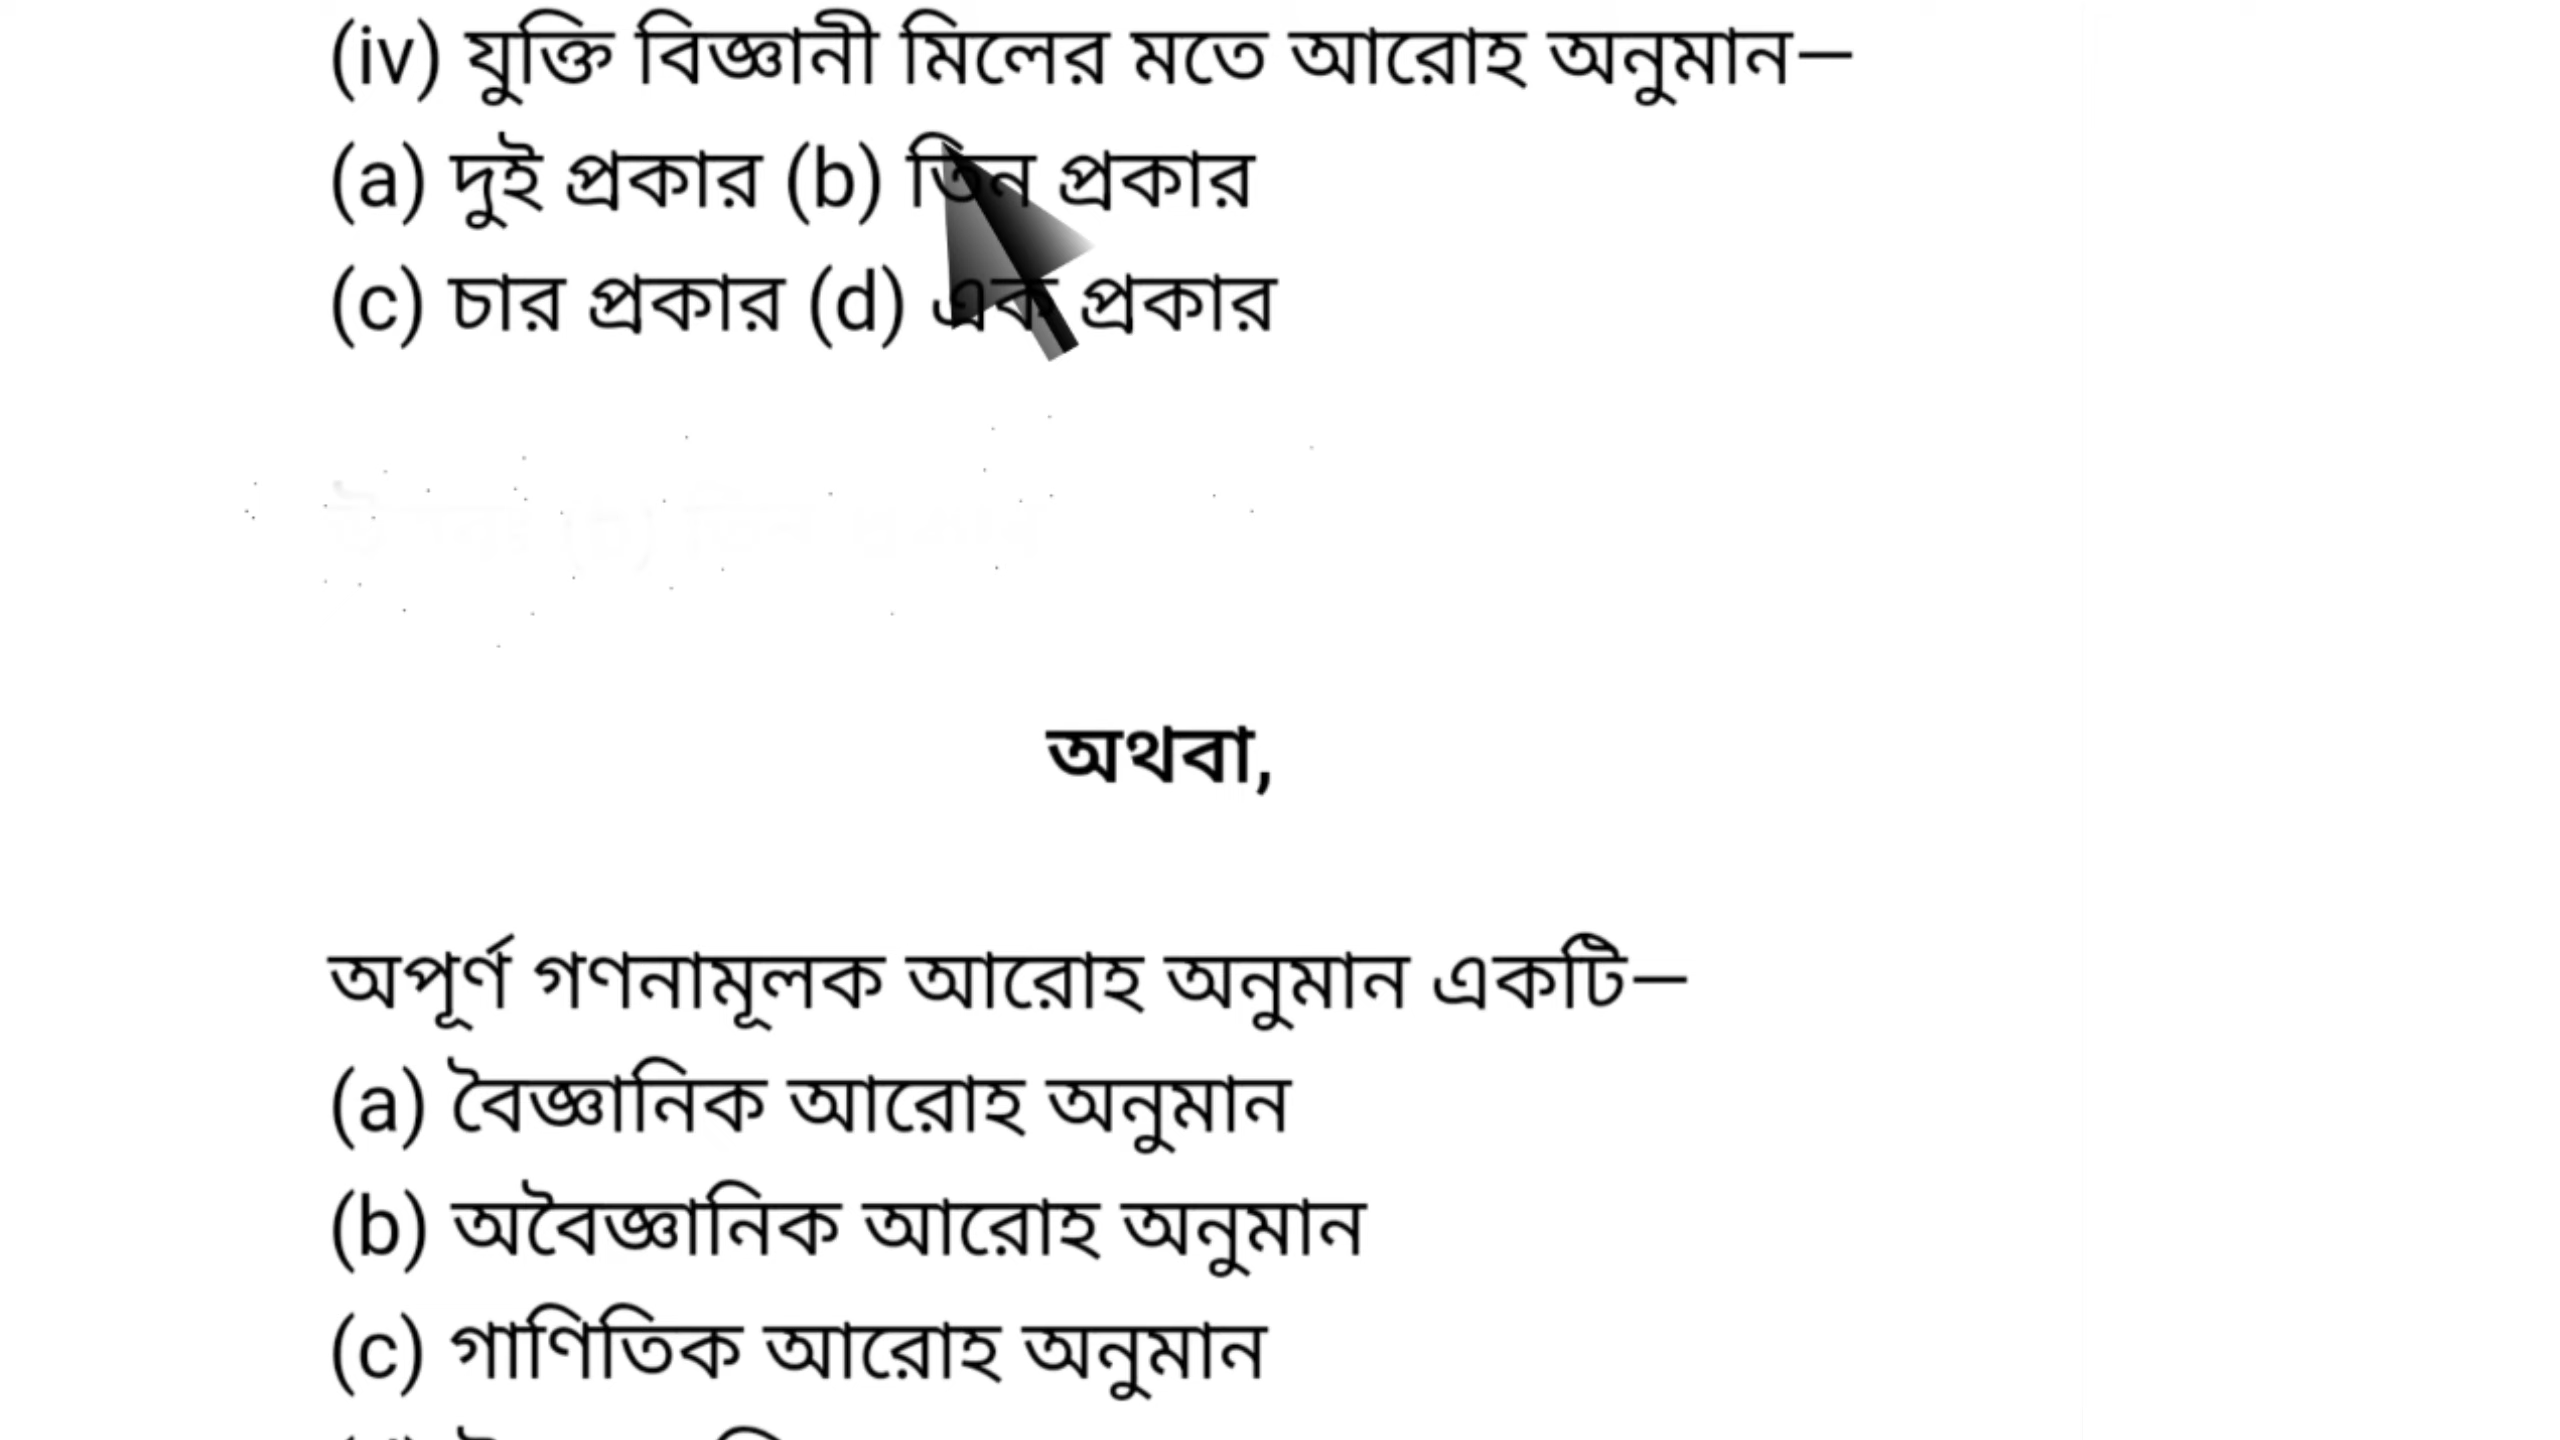 (iv) যুক্তি বিজ্ঞানী মিলের মতে আরোহ অনুমান—
(a) দুই প্রকার (b) তিন প্রকার
(c) চার প্রকার (d) এক প্রকার
অথবা,
অপূর্ণ গণনামূলক আরোহ অনুমান একটি—
(a) বৈজ্ঞানিক আরোহ অনুমান
(b) অবৈজ্ঞানিক আরোহ অনুমান
(c) গাণিতিক আরোহ অনুমান